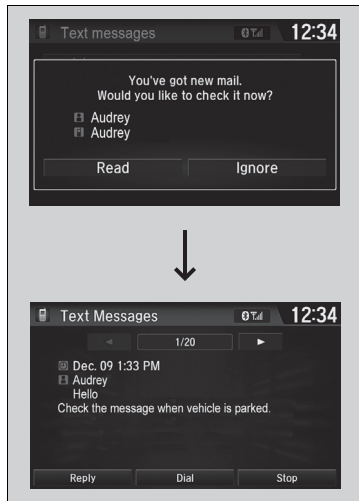 Text messages 12:34
You've got new mail.
Would you like to check it now?
Audrey
Audrey
Read Ignore
Text Messages 12:34
1/20
Dec. 09 1:33 PM
Audrey
Hello
Check the message when vehicle is parked.
Reply Dial Stop